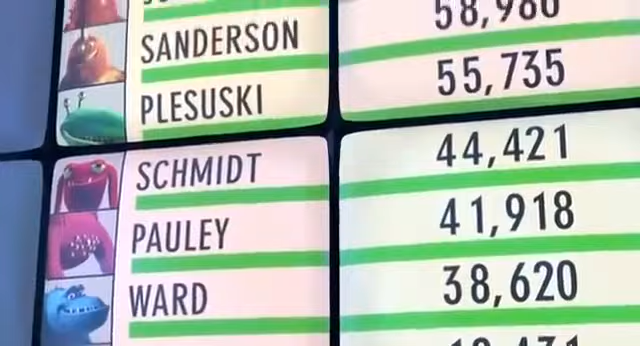 SANDERSON
PLESUSKI 55,735
SCHMIDT 44,421
PAULEY 41,918
WARD 38,620